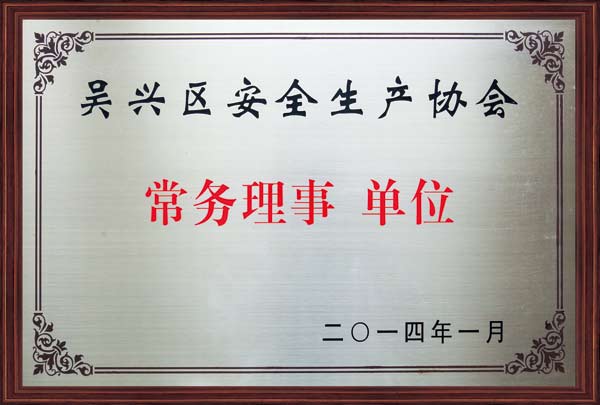 吴兴区安全生产协会
常务理事 单位
二〇一四年一月